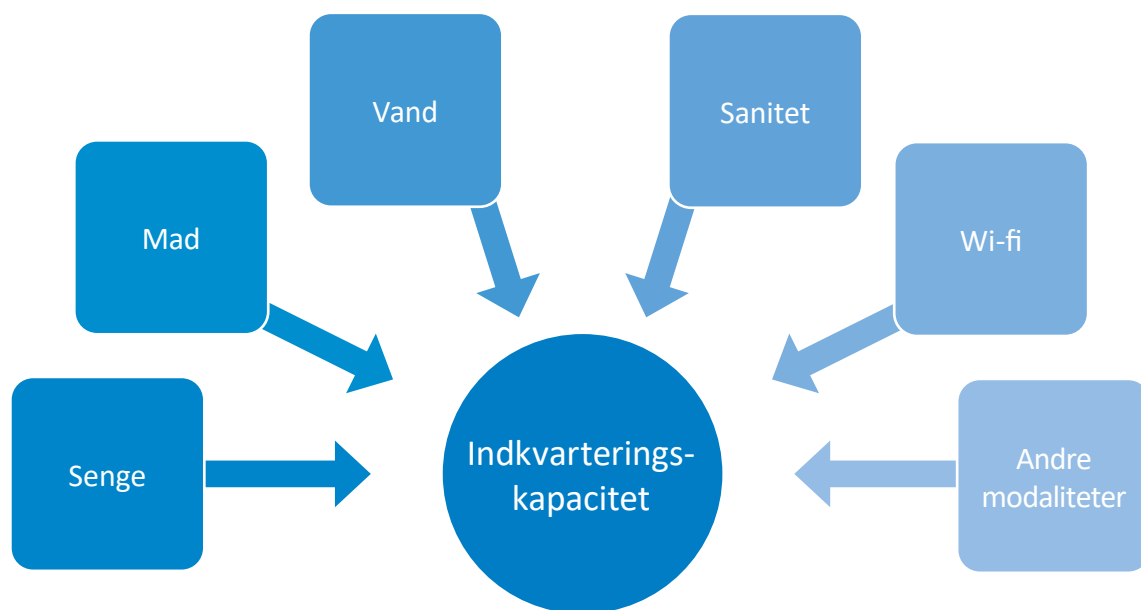 Vand
Sanitet
Mad
Wi-fi
Senge
Indkvarterings-
kapacitet
Andre
modaliteter